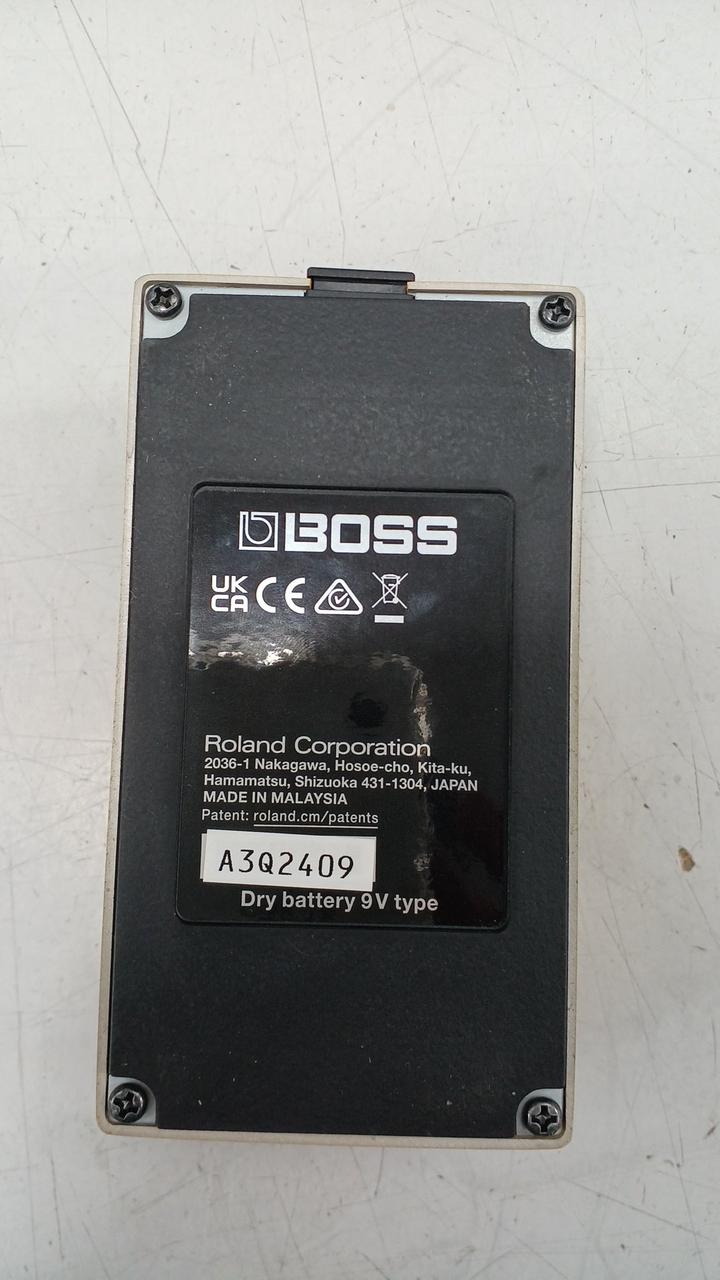 BOSS
UK
CA CE
Roland Corporation
2036-1 Nakagawa, Hosoe-cho, Kita-ku,
Hamamatsu, Shizuoka 431-1304, JAPAN
MADE IN MALAYSIA
Patent: roland.cm/patents
A3Q2409
Dry battery 9V type